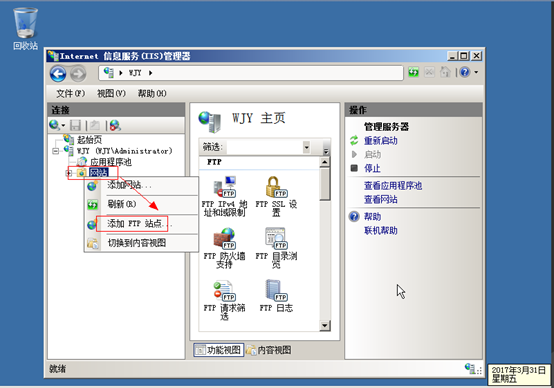 回收站
Internet 信息服务(IIS)管理器
WJY
文件(F) 视图(V) 帮助(H)
连接
起始页
WJY (WJY\Administrator)
应用程序池
网站
添加网站...
刷新(R)
添加 FTP 站点...
切换到内容视图
WJY 主页
筛选:
FTP
FTP IPv4 地
址和域限制
FTP SSL 设
置
FTP 防火墙
支持
FTP 目录浏
览
FTP 请求筛
选
FTP 日志
功能视图 内容视图
操作
管理服务器
重新启动
启动
停止
查看应用程序池
查看网站
帮助
联机帮助
就绪
2017年3月31日
星期五